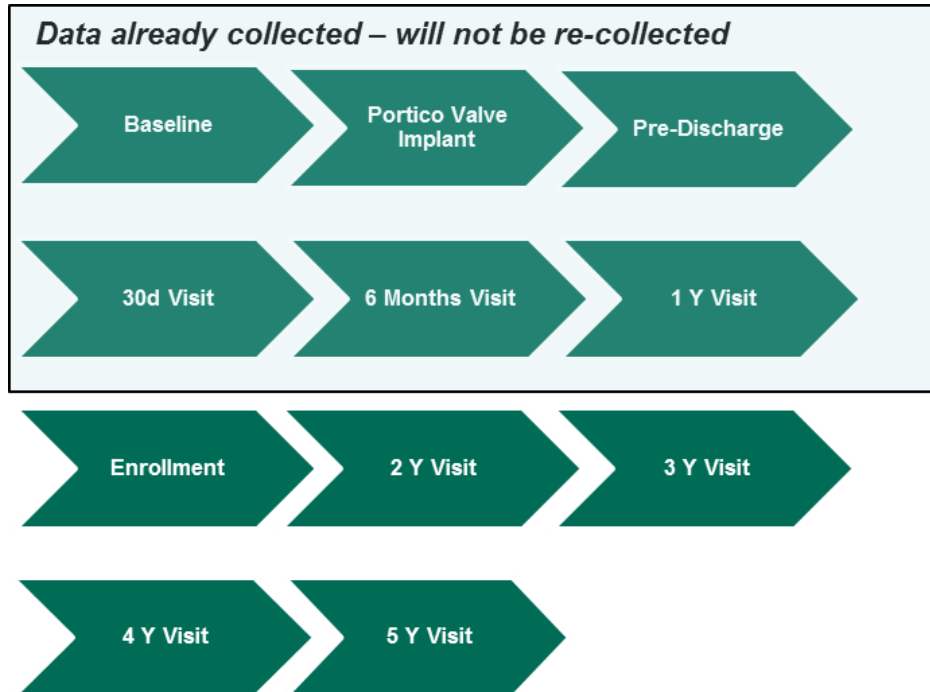 Data already collected – will not be re-collected
Baseline
Portico Valve
Implant
Pre-Discharge
30d Visit
6 Months Visit
1 Y Visit
Enrollment
2 Y Visit
3 Y Visit
4 Y Visit
5 Y Visit